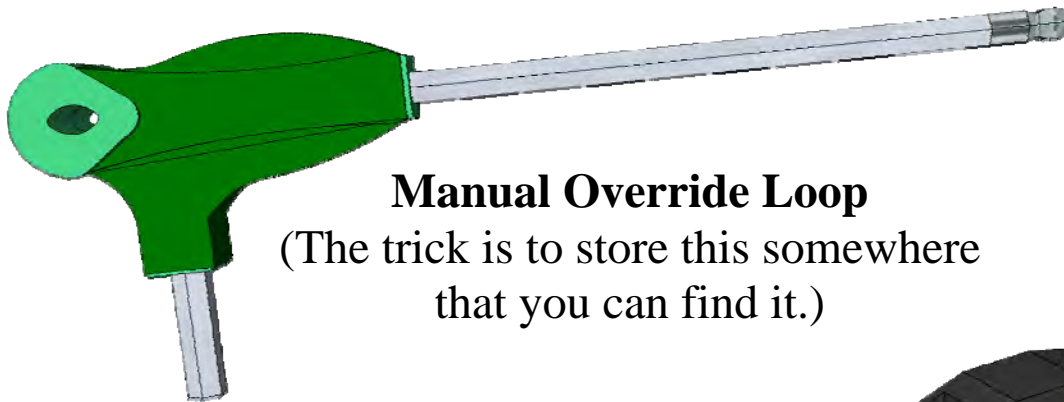 Manual Override Loop
(The trick is to store this somewhere
that you can find it.)